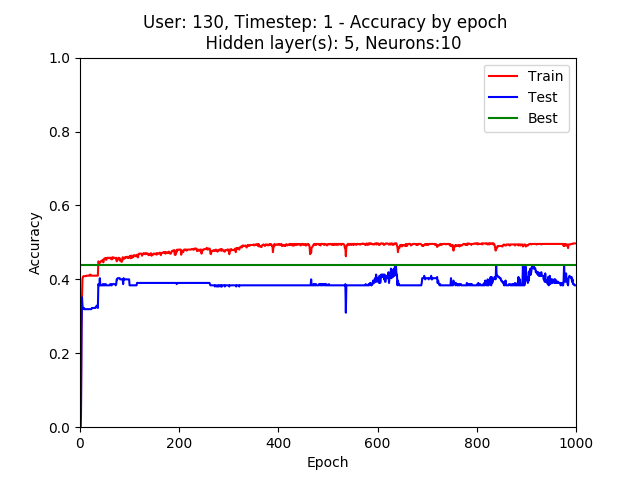 User: 130, Timestep: 1 - Accuracy by epoch
Hidden layer(s): 5, Neurons:10
1.0
0.8
0.6
0.4
0.2
0.0
Accuracy
Train
Test
Best
0 200 400 600 800 1000
Epoch